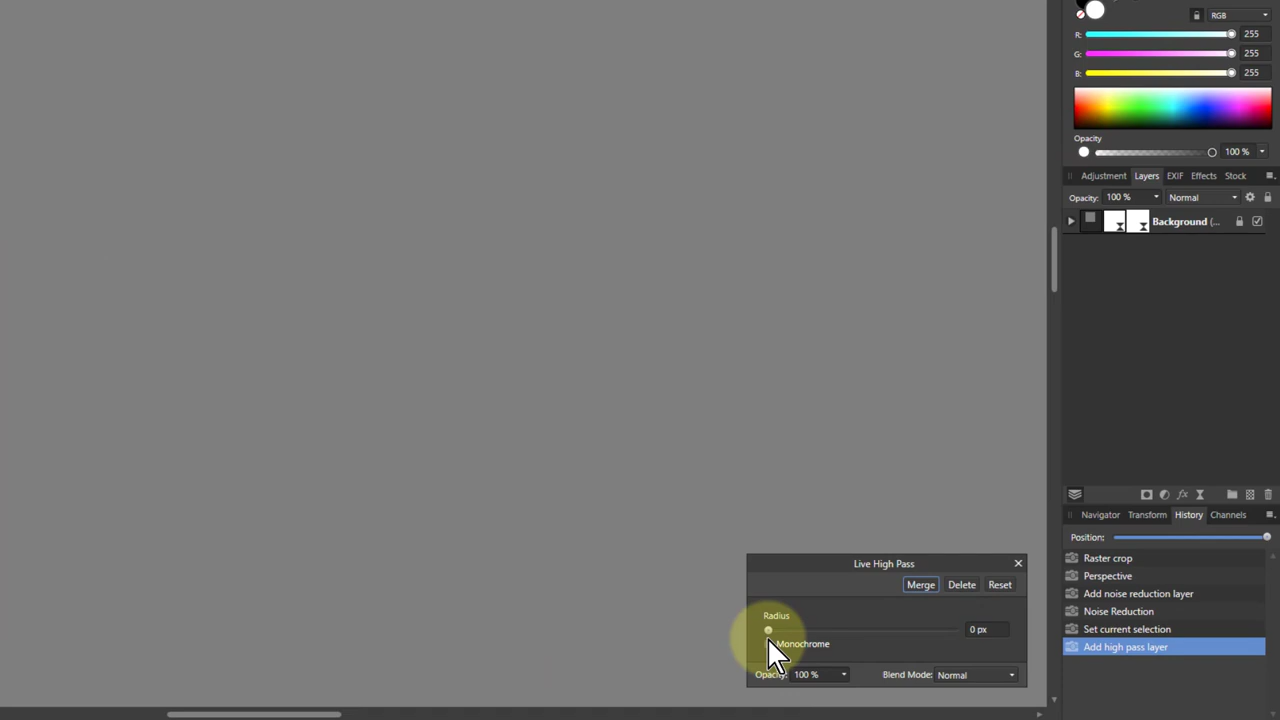 RGB
R: 255
G: 255
B: 255
Opacity
100 %
Adjustment Layers EXIF Effects Stock
Opacity: 100 % Normal
Background (...
Navigator Transform History Channels
Position:
Raster crop
Perspective
Add noise reduction layer
Noise Reduction
Set current selection
Add high pass layer
Live High Pass
Merge Delete Reset
Radius
0 px
Monochrome
Opacity: 100 % Blend Mode: Normal